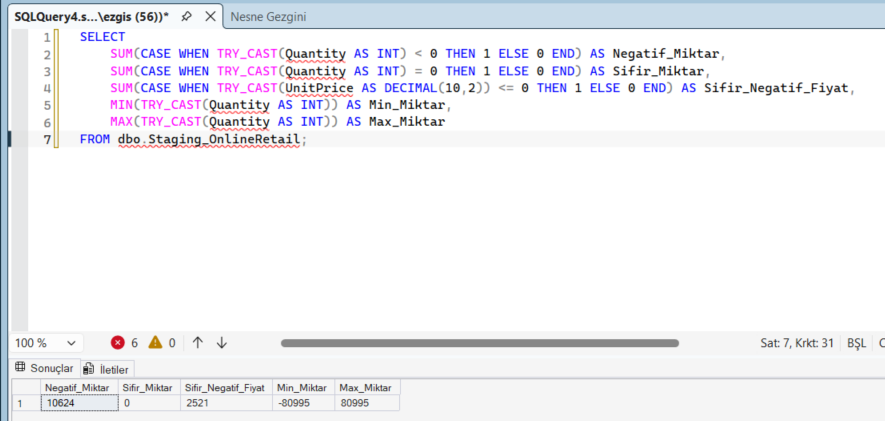 SQLQuery4.s...\ezgis (56))*
Nesne Gezgini
1 SELECT
2 SUM(CASE WHEN TRY_CAST(Quantity AS INT) < 0 THEN 1 ELSE 0 END) AS Negatif_Miktar,
3 SUM(CASE WHEN TRY_CAST(Quantity AS INT) = 0 THEN 1 ELSE 0 END) AS Sifir_Miktar,
4 SUM(CASE WHEN TRY_CAST(UnitPrice AS DECIMAL(10,2)) <= 0 THEN 1 ELSE 0 END) AS Sifir_Negatif_Fiyat,
5 MIN(TRY_CAST(Quantity AS INT)) AS Min_Miktar,
6 MAX(TRY_CAST(Quantity AS INT)) AS Max_Miktar
7 FROM dbo.Staging_OnlineRetail;
100 % 6 0 Sat: 7, Krkt: 31 BŞL
Sonuçlar İletiler
Negatif_Miktar Sifir_Miktar Sifir_Negatif_Fiyat Min_Miktar Max_Miktar
1 10624 0 2521 -80995 80995